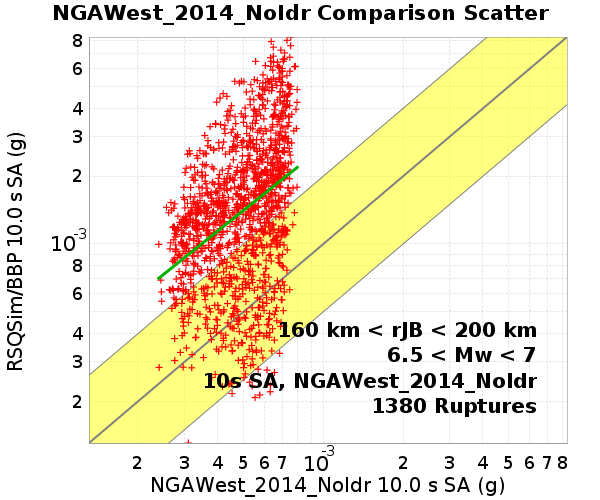 NGAWest_2014_NoIdr Comparison Scatter
RSQSim/BBP 10.0 s SA (g)
8
6
4
3
2
10-3
8
6
4
3
2
160 km < rJB < 200 km
6.5 < Mw < 7
10s SA, NGAWest_2014_NoIdr
1380 Ruptures
2 3 4 5 6 7 10-3 2 3 4 5 6 7 8
NGAWest_2014_NoIdr 10.0 s SA (g)